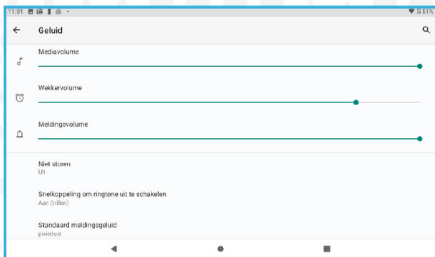 11:01
Geluid
Mediavolume
Wekkervolume
Meldingsvolume
Niet storen
Uit
Snelkoppeling om ringtone uit te schakelen
Aan (trillen)
Standaard meldingsgeluid